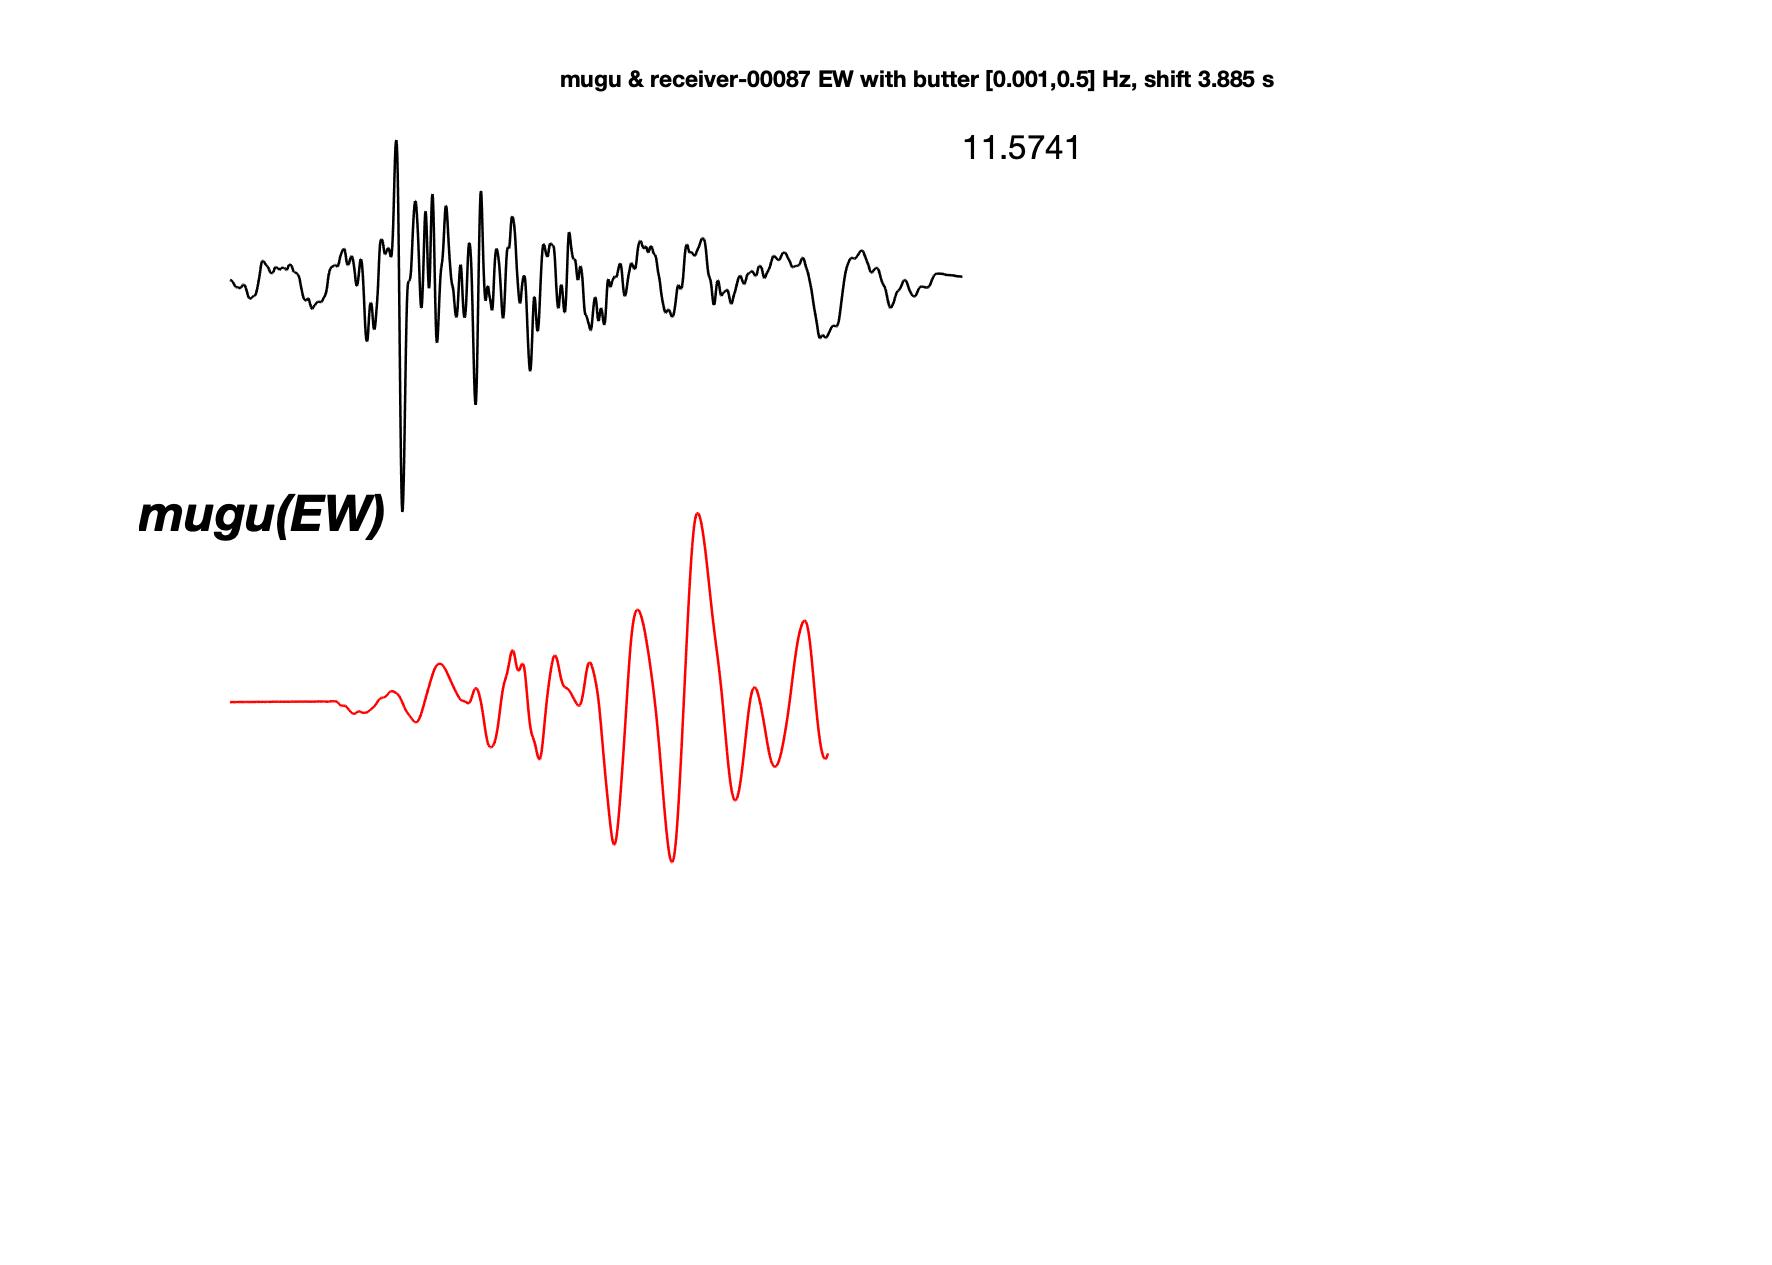 mugu & receiver-00087 EW with butter [0.001,0.5] Hz, shift 3.885 s
11.5741
mugu(EW)